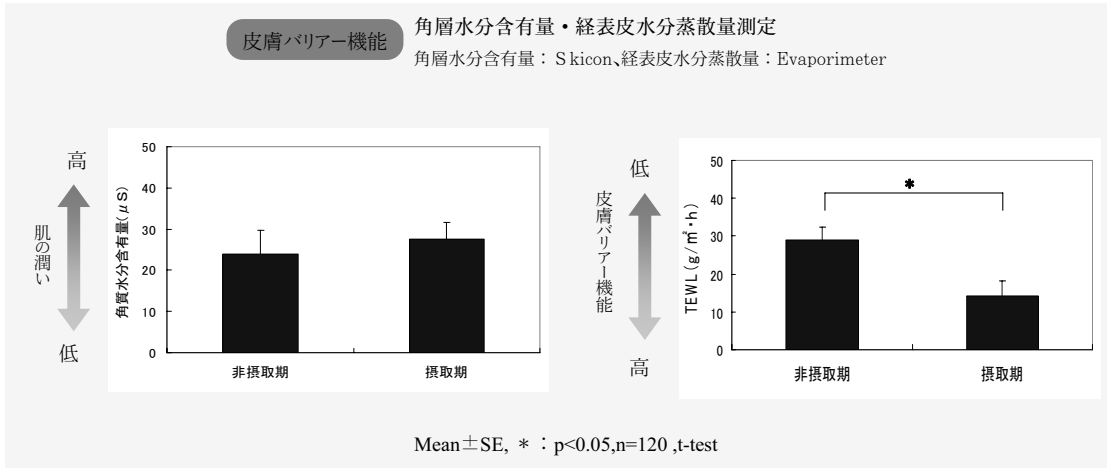 皮膚バリアー機能
角層水分含有量・経表皮水分蒸散量測定
角層水分含有量：Skicon、経表皮水分蒸散量：Evaporimeter
高
肌の潤い
低
角質水分含有量(μS)
50
40
30
20
10
0
非摂取期
摂取期
低
皮膚バリアー機能
高
TEWL(g/㎡・h)
50
40
30
20
10
0
*
非摂取期
摂取期
Mean±SE, ＊：p<0.05,n=120 ,t-test